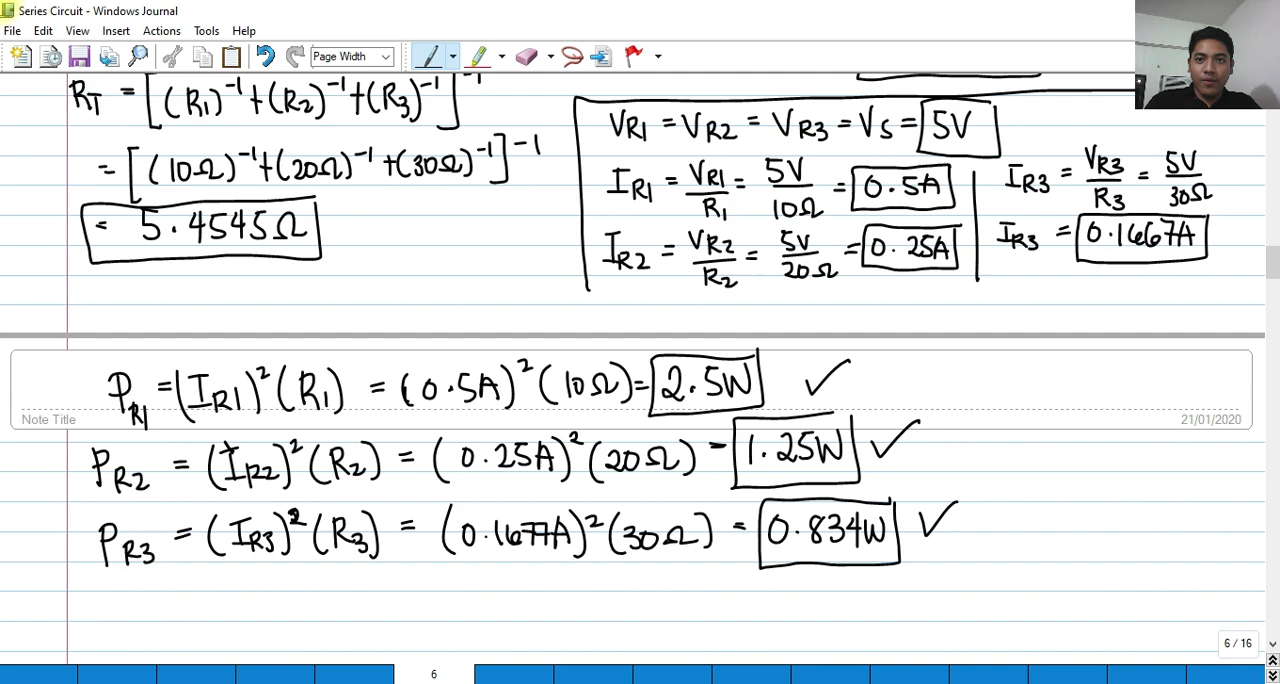 Series Circuit - Windows Journal
File Edit View Insert Actions Tools Help
Page Width
RT = [(R1)⁻¹+(R2)⁻¹+(R3)⁻¹]⁻¹
= [(10Ω)⁻¹+(20Ω)⁻¹+(30Ω)⁻¹]⁻¹
= 5.4545Ω
VR1 = VR2 = VR3 = VS = 5V
IR1 = VR1/R1 = 5V/10Ω = 0.5A
IR2 = VR2/R2 = 5V/20Ω = 0.25A
IR3 = VR3/R3 = 5V/30Ω
IR3 = 0.1667A
PR1 = (IR1)²(R1) = (0.5A)²(10Ω) = 2.5W ✓
Note Title 21/01/2020
PR2 = (IR2)²(R2) = (0.25A)²(20Ω) = 1.25W ✓
PR3 = (IR3)²(R3) = (0.1677A)²(30Ω) = 0.834W ✓
6 / 16
6